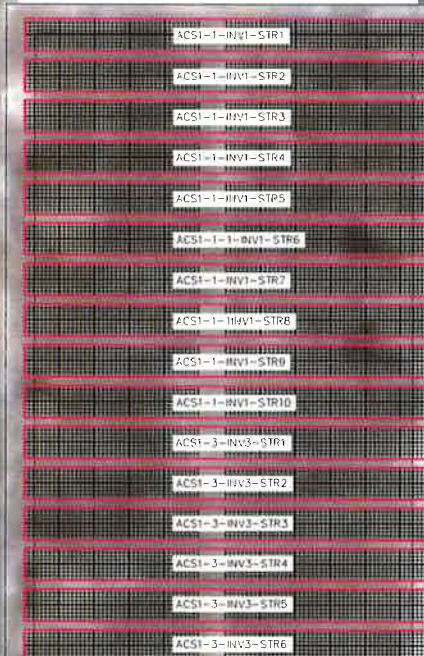 ACS1-1-INV1-STR1
ACS1-1-INV1-STR2
ACS1-1-INV1-STR3
ACS1-1-INV1-STR4
ACS1-1-INV1-STR5
ACS1-1-1-INV1-STR6
ACS1-1-INV1-STR7
ACS1-1-1INV1-STR8
ACS1-1-INV1-STR9
ACS1-1-INV1-STR10
ACS1-3-INV3-STR1
ACS1-3-INV3-STR2
ACS1-3-INV3-STR3
ACS1-3-INV3-STR4
ACS1-3-INV3-STR5
ACS1-3-INV3-STR6